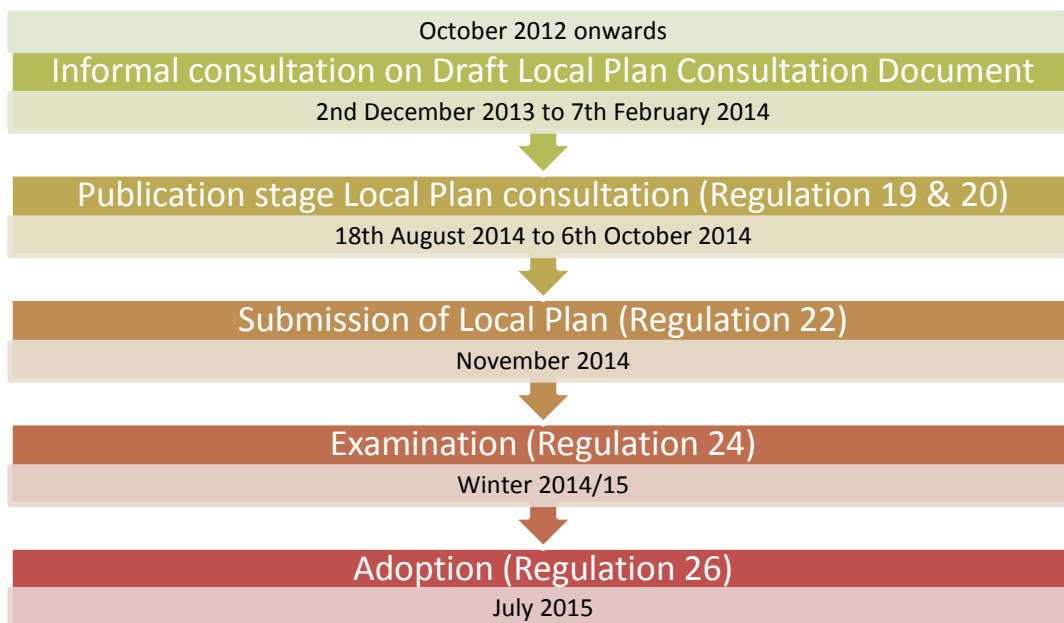 October 2012 onwards
Informal consultation on Draft Local Plan Consultation Document
2nd December 2013 to 7th February 2014
Publication stage Local Plan consultation (Regulation 19 & 20)
18th August 2014 to 6th October 2014
Submission of Local Plan (Regulation 22)
November 2014
Examination (Regulation 24)
Winter 2014/15
Adoption (Regulation 26)
July 2015